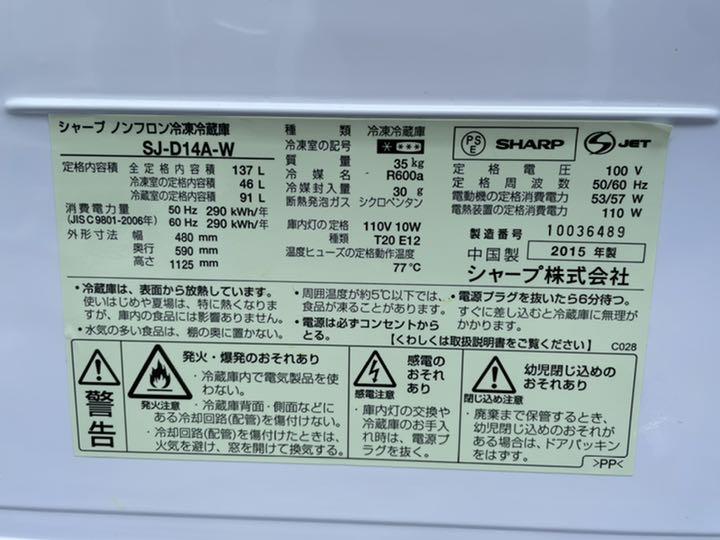 シャープ ノンフロン冷凍冷蔵庫
SJ-D14A-W
定格内容積 全定格内容積 137 L
冷凍室の定格内容積 46 L
冷蔵室の定格内容積 91 L
消費電力量 50 Hz 290 kWh/年
(JIS C 9801-2006年) 60 Hz 290 kWh/年
外形寸法 幅 480 mm
奥行 590 mm
高さ 1125 mm
種類 冷凍冷蔵庫
冷凍室の記号
質量 35 kg
冷媒名 R600a
冷媒封入量 30 g
断熱発泡ガス シクロペンタン
庫内灯の定格 110V 10W
種類 T20 E12
温度ヒューズの定格動作温度
77 ℃
PS
E
SHARP
JET
定格電圧 100 V
定格周波数 50/60 Hz
電動機の定格消費電力 53/57 W
電熱装置の定格消費電力 110 W
製造番号 10036489
中国製 2015 年製
シャープ株式会社
•冷蔵庫は、表面から放熱しています。
使いはじめや夏場は、特に熱くなりま
すが、庫内の食品には影響ありません。
•水気の多い食品は、棚の奥に置かない。
•周囲温度が約5℃以下では、
食品が凍ることがあります。
•電源は必ずコンセントから
とる。
•電源プラグを抜いたら6分待つ。
すぐに差し込むと冷蔵庫に無理が
かかります。
【くわしくは取扱説明書をご覧ください】
C028
警告
発火・爆発のおそれあり
発火注意
•冷蔵庫内で電気製品を使
わない。
•冷蔵庫背面・側面などに
ある冷却回路(配管)を傷付けない。
•冷却回路(配管)を傷付けたときは、
火気を避け、窓を開けて換気する。
感電の
おそれ
あり
感電注意
•庫内灯の交換や
冷蔵庫のお手入
れ時は、電源プ
ラグを抜く。
幼児閉じ込めの
おそれあり
閉じ込め注意
•廃棄まで保管するとき、
幼児閉じ込めのおそれが
ある場合は、ドアパッキン
をはずす。
>PP<